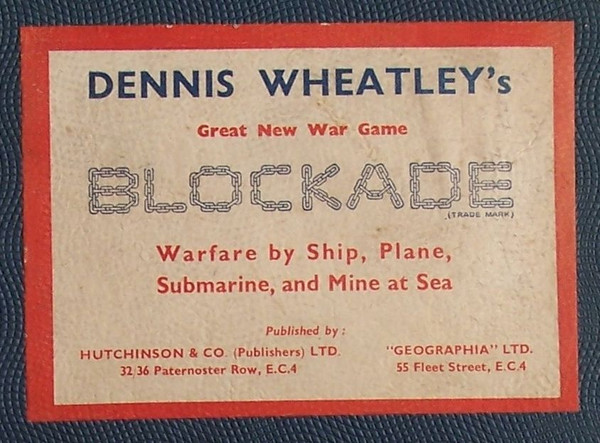 DENNIS WHEATLEY's
Great New War Game
BLOCKADE
(TRADE MARK)
Warfare by Ship, Plane,
Submarine, and Mine at Sea
Published by :
HUTCHINSON & CO. (Publishers) LTD.
32 36 Paternoster Row, E.C.4
"GEOGRAPHIA" LTD.
55 Fleet Street, E.C.4